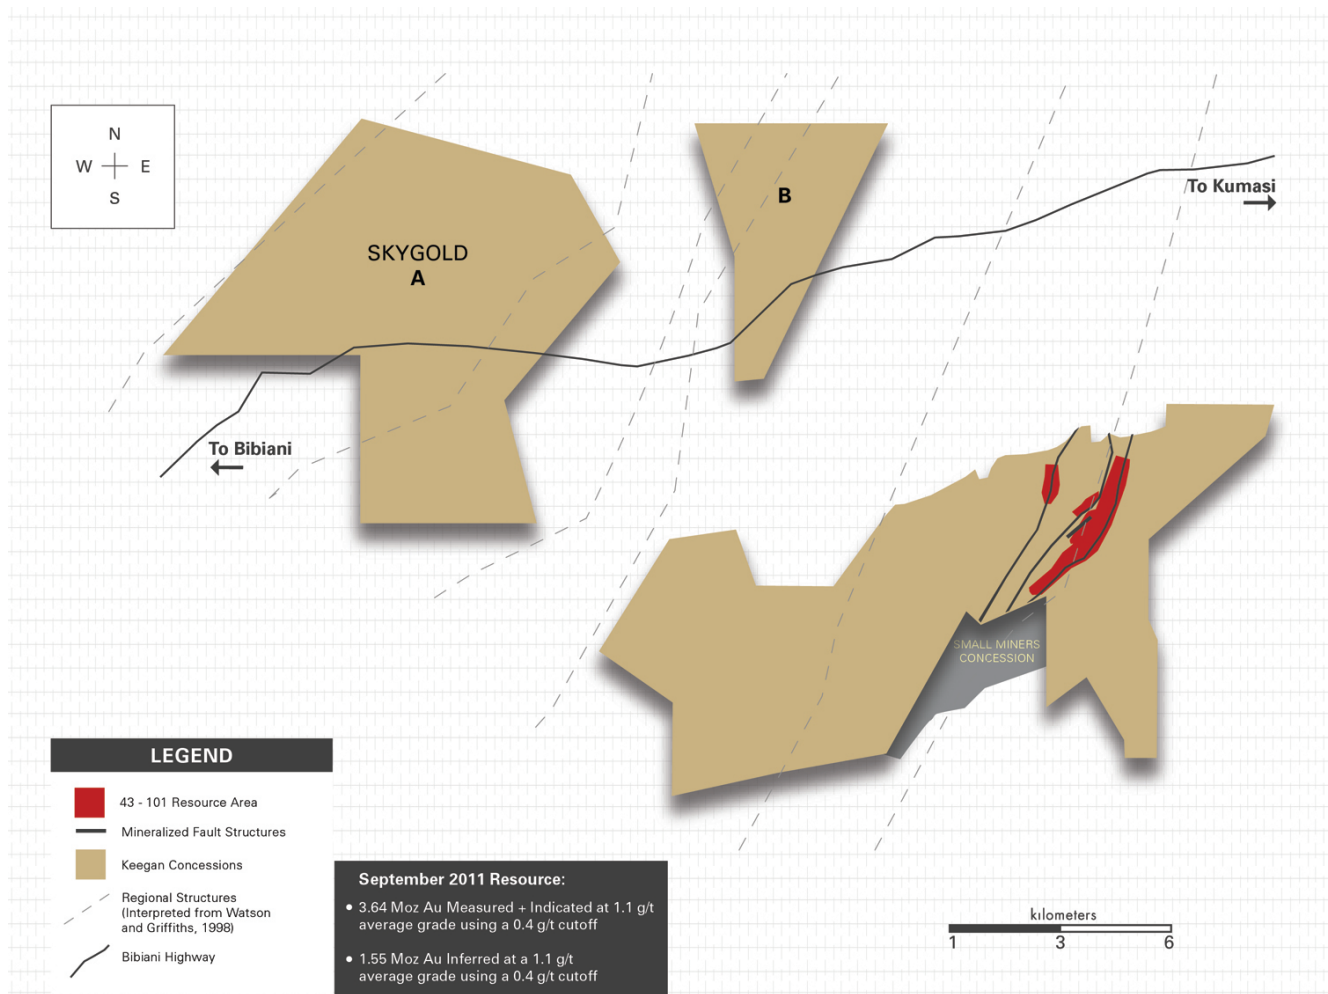 N
W E
S
SKYGOLD
A
B
To Kumasi
To Bibiani
SMALL MINERS
CONCESSION
LEGEND
43 - 101 Resource Area
Mineralized Fault Structures
Keegan Concessions
Regional Structures
(Interpreted from Watson
and Griffiths, 1998)
Bibiani Highway
September 2011 Resource:
• 3.64 Moz Au Measured + Indicated at 1.1 g/t
average grade using a 0.4 g/t cutoff
• 1.55 Moz Au Inferred at a 1.1 g/t
average grade using a 0.4 g/t cutoff
kilometers
1 3 6